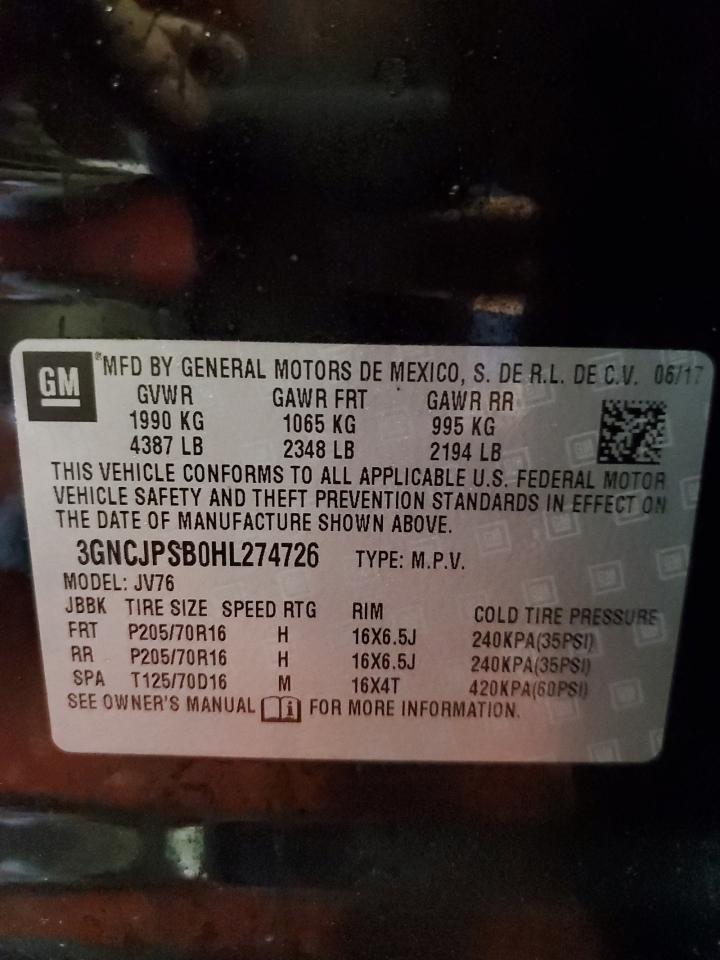 GM
®MFD BY GENERAL MOTORS DE MEXICO, S. DE R.L. DE C.V. 06/17
GVWR GAWR FRT GAWR RR
1990 KG 1065 KG 995 KG
4387 LB 2348 LB 2194 LB
THIS VEHICLE CONFORMS TO ALL APPLICABLE U.S. FEDERAL MOTOR
VEHICLE SAFETY AND THEFT PREVENTION STANDARDS IN EFFECT ON
THE DATE OF MANUFACTURE SHOWN ABOVE.
3GNCJPSB0HL274726 TYPE: M.P.V.
MODEL: JV76
JBBK TIRE SIZE SPEED RTG RIM COLD TIRE PRESSURE
FRT P205/70R16 H 16X6.5J 240KPA(35PSI)
RR P205/70R16 H 16X6.5J 240KPA(35PSI)
SPA T125/70D16 M 16X4T 420KPA(60PSI)
SEE OWNER'S MANUAL i FOR MORE INFORMATION.